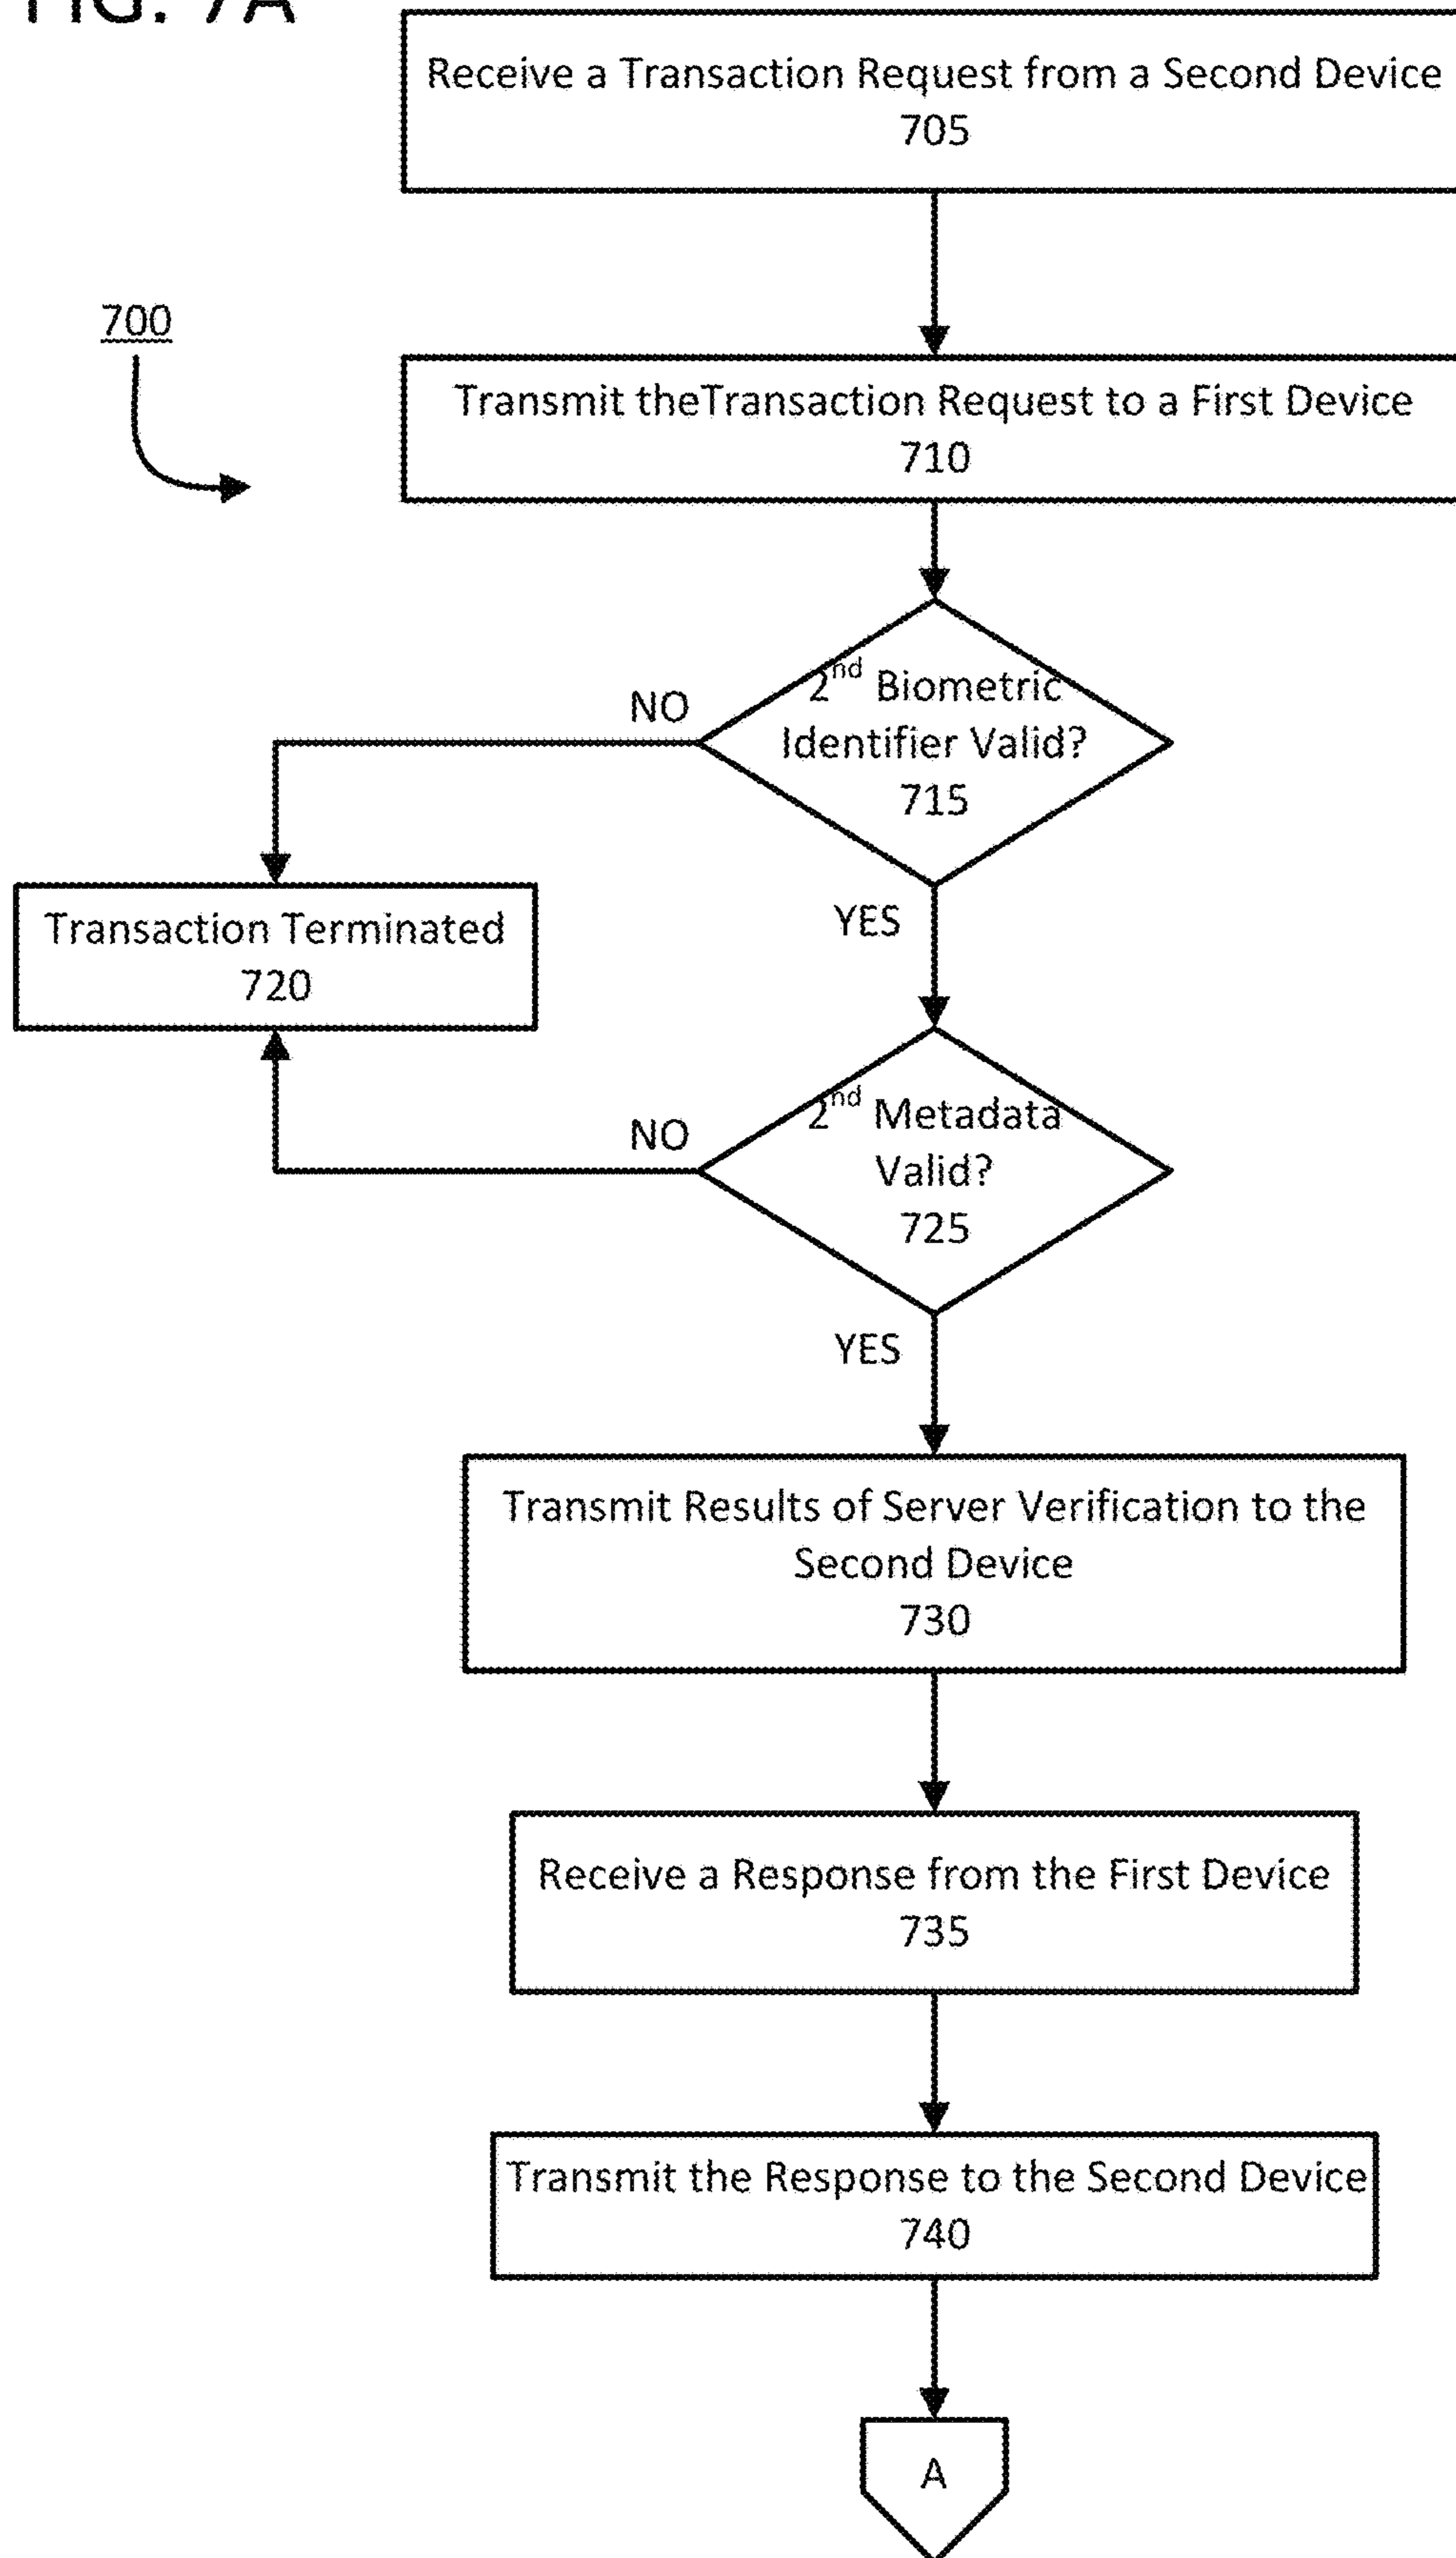 FIG. 7A
Receive a Transaction Request from a Second Device
705
700
Transmit theTransaction Request to a First Device
710
2nd Biometric
Identifier Valid?
715
NO
YES
Transaction Terminated
720
2nd Metadata
Valid?
725
NO
YES
Transmit Results of Server Verification to the
Second Device
730
Receive a Response from the First Device
735
Transmit the Response to the Second Device
740
A